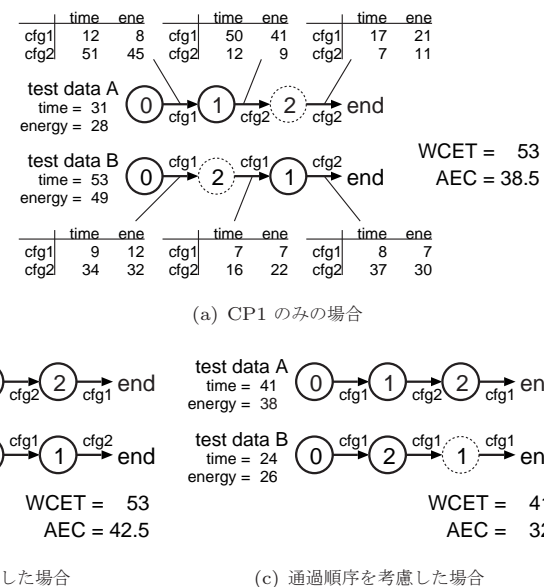 time ene time ene time ene
cfg1 12 8 cfg1 50 41 cfg1 17 21
cfg2 51 45 cfg2 12 9 cfg2 7 11
test data A
time = 31
energy = 28
0 cfg1 1 cfg2 2 cfg2 end
test data B
time = 53
energy = 49
0 cfg1 2 cfg1 1 cfg2 end
WCET = 53
AEC = 38.5
time ene time ene time ene
cfg1 9 12 cfg1 7 7 cfg1 8 7
cfg2 34 32 cfg2 16 22 cfg2 37 30
(a) CP1 のみの場合
cfg2 2 cfg1 end
cfg1 1 cfg2 end
WCET = 53
AEC = 42.5
した場合
test data A
time = 41
energy = 38
0 cfg1 1 cfg2 2 cfg1 en
test data B
time = 24
energy = 26
0 cfg1 2 cfg1 1 cfg1 en
WCET = 4
AEC = 32
(c) 通過順序を考慮した場合